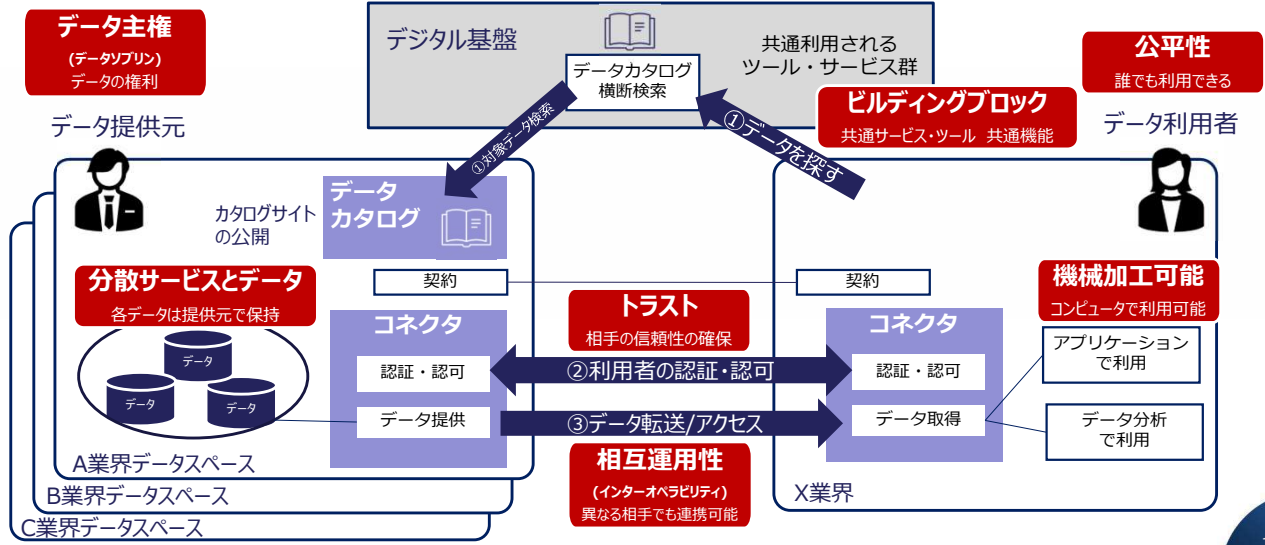 データ主権
(データソブリン)
データの権利
データ提供元
デジタル基盤
データカタログ
横断検索
共通利用される
ツール・サービス群
ビルディングブロック
共通サービス・ツール 共通機能
公平性
誰でも利用できる
データ利用者
①対象データ検索
①データを探す
カタログサイト
の公開
データ
カタログ
分散サービスとデータ
各データは提供元で保持
データ
データ
データ
契約
契約
トラスト
相手の信頼性の確保
コネクタ
認証・認可
データ提供
②利用者の認証・認可
③データ転送/アクセス
コネクタ
認証・認可
データ取得
機械加工可能
コンピュータで利用可能
アプリケーション
で利用
データ分析
で利用
相互運用性
(インターオペラビリティ)
異なる相手でも連携可能
A業界データスペース
B業界データスペース
C業界データスペース
X業界